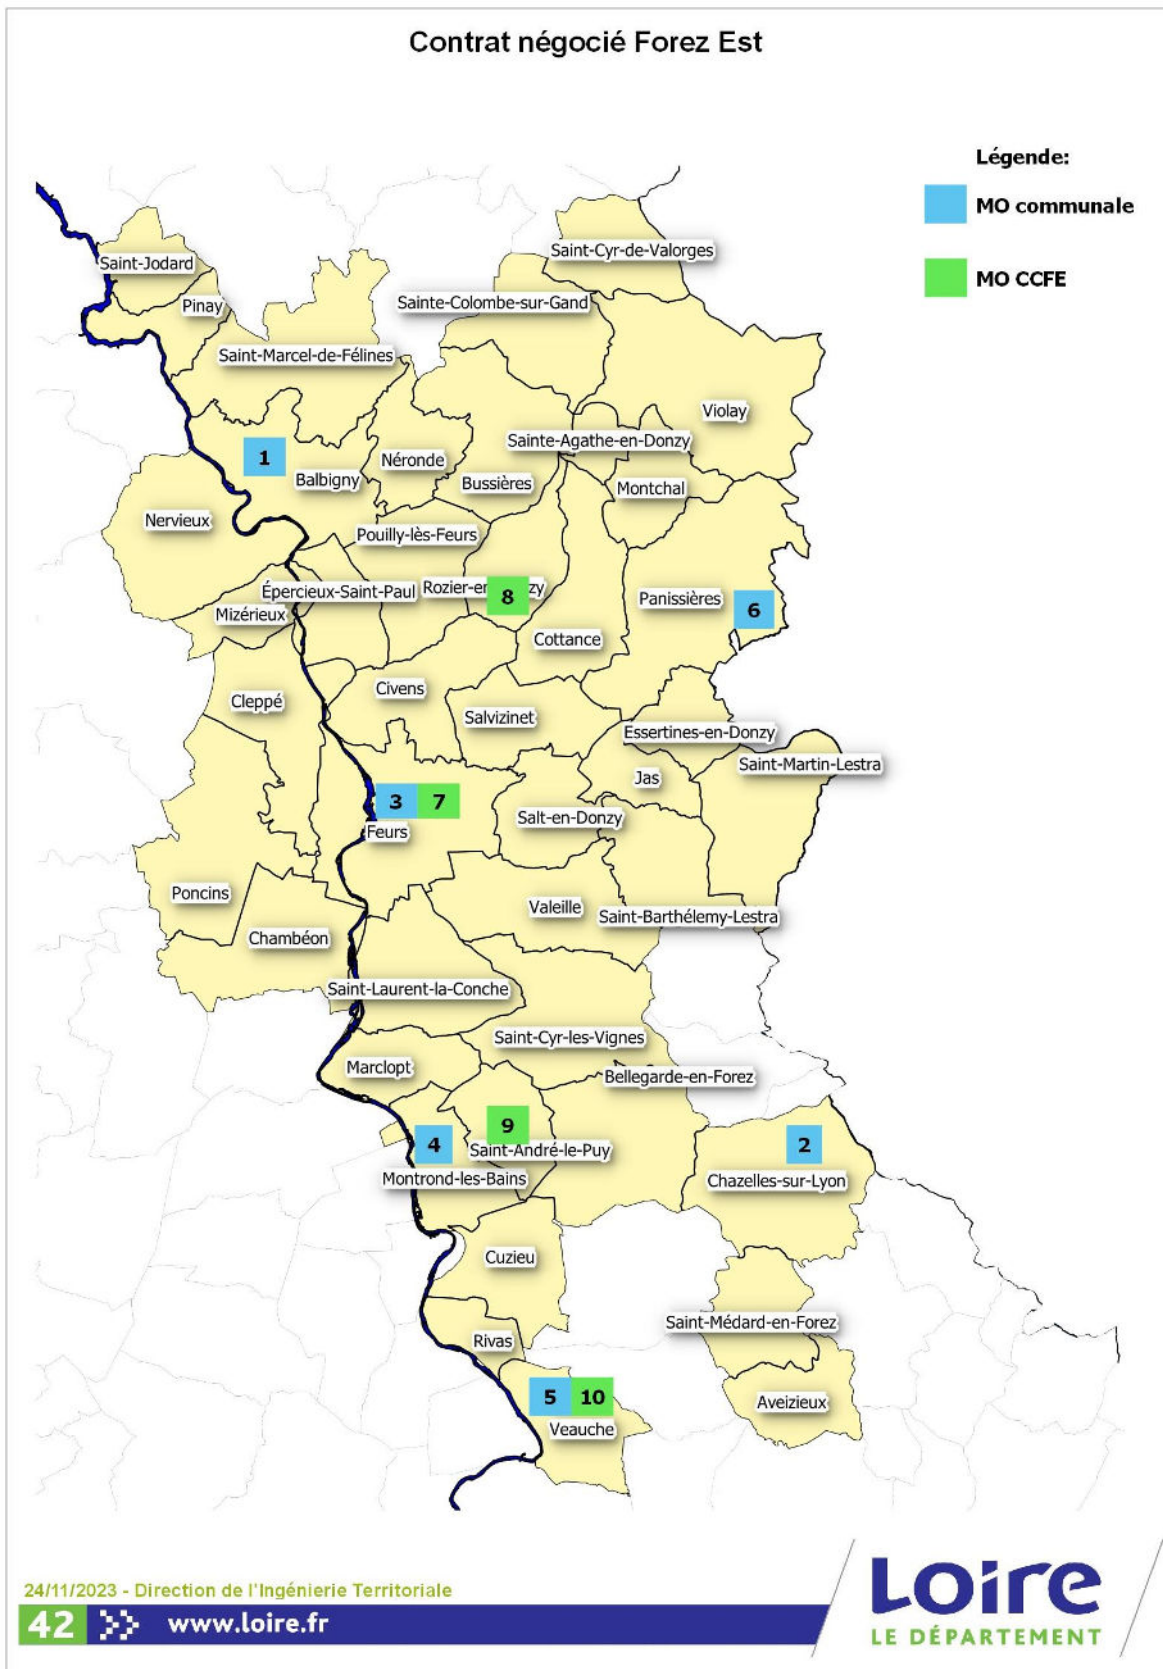 Contrat négocié Forez Est
Légende:
MO communale
MO CCFE
Saint-Cyr-de-Valorges
Saint-Jodard
Pinay
Sainte-Colombe-sur-Gand
Saint-Marcel-de-Félines
Violay
Sainte-Agathe-en-Donzy
1
Balbigny
Néronde
Bussières
Montchal
Nervieux
Pouilly-lès-Feurs
Épercieux-Saint-Paul
Rozier-en
zy
8
Panissières
6
Mizérieux
Cottance
Civens
Cleppé
Salvizinet
Essertines-en-Donzy
Saint-Martin-Lestra
Jas
3
7
Feurs
Salt-en-Donzy
Poncins
Valeille
Saint-Barthélemy-Lestra
Chambéon
Saint-Laurent-la-Conche
Saint-Cyr-les-Vignes
Marclopt
Bellegarde-en-Forez
9
4
Saint-André-le-Puy
2
Montrond-les-Bains
Chazelles-sur-Lyon
Cuzieu
Saint-Médard-en-Forez
Rivas
5
10
Aveizieux
Veauche
24/11/2023 - Direction de l'Ingénierie Territoriale
42 www.loire.fr
Loire
LE DÉPARTEMENT